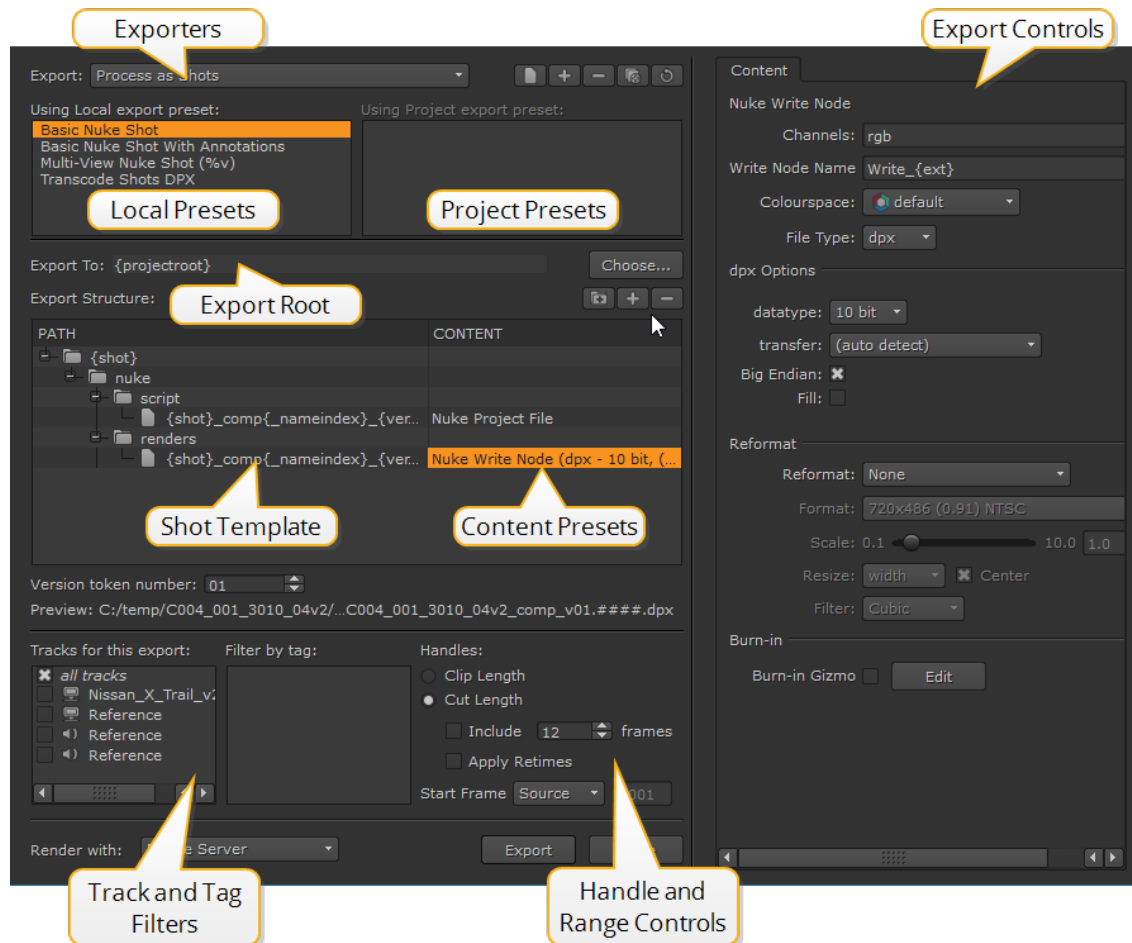 Exporters
Export Controls
Export: Process as Shots
Using Local export preset:
Using Project export preset:
Basic Nuke Shot
Basic Nuke Shot With Annotations
Multi-View Nuke Shot (%v)
Transcode Shots DPX
Local Presets
Project Presets
Export To: {projectroot}
Choose...
Export Structure:
Export Root
PATH
CONTENT
{shot}
nuke
script
{shot}_comp{_nameindex}_{ver...
Nuke Project File
renders
{shot}_comp{_nameindex}_{ver...
Nuke Write Node (dpx - 10 bit, (...
Shot Template
Content Presets
Version token number: 01
Preview: C:/temp/C004_001_3010_04v2/...C004_001_3010_04v2_comp_v01.####.dpx
Tracks for this export:
all tracks
Nissan_X_Trail_v2
Reference
Reference
Reference
Filter by tag:
Handles:
Clip Length
Cut Length
Include 12 frames
Apply Retimes
Start Frame Source
Render with:
Server
Export
Track and Tag
Filters
Handle and
Range Controls
Content
Nuke Write Node
Channels: rgb
Write Node Name Write_{ext}
Colourspace: default
File Type: dpx
dpx Options
datatype: 10 bit
transfer: (auto detect)
Big Endian:
Fill:
Reformat
Reformat: None
Format: 720x486 (0.91) NTSC
Scale: 0.1 10.0 1.0
Resize: width Center
Filter: Cubic
Burn-in
Burn-in Gizmo Edit